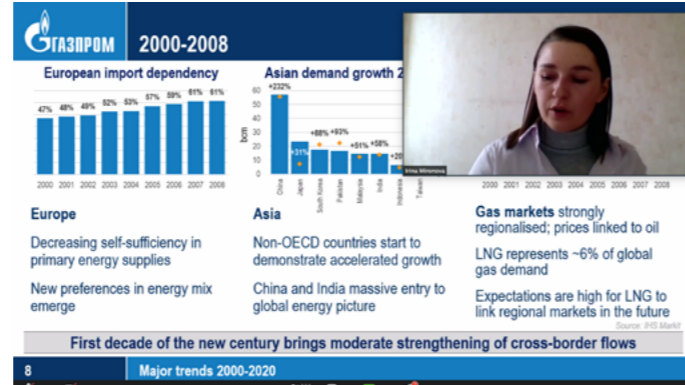 ГАЗПРОМ
2000-2008
European import dependency
47% 48% 49% 52% 53% 57% 59% 61% 61%
2000 2001 2002 2003 2004 2005 2006 2007 2008
Asian demand growth 2
bcm
60
50
40
30
20
10
0
+232%
+31%
+88%
+93%
+51%
+58%
+20
China
Japan
South Korea
Pakistan
Malaysia
India
Indonesia
Taiwan
Irina Mironova
2000 2001 2002 2003 2004 2005 2006 2007 2008
Europe
Decreasing self-sufficiency in
primary energy supplies
New preferences in energy mix
emerge
Asia
Non-OECD countries start to
demonstrate accelerated growth
China and India massive entry to
global energy picture
Gas markets strongly
regionalised; prices linked to oil
LNG represents ~6% of global
gas demand
Expectations are high for LNG to
link regional markets in the future
Source: IHS Markit
First decade of the new century brings moderate strengthening of cross-border flows
8
Major trends 2000-2020